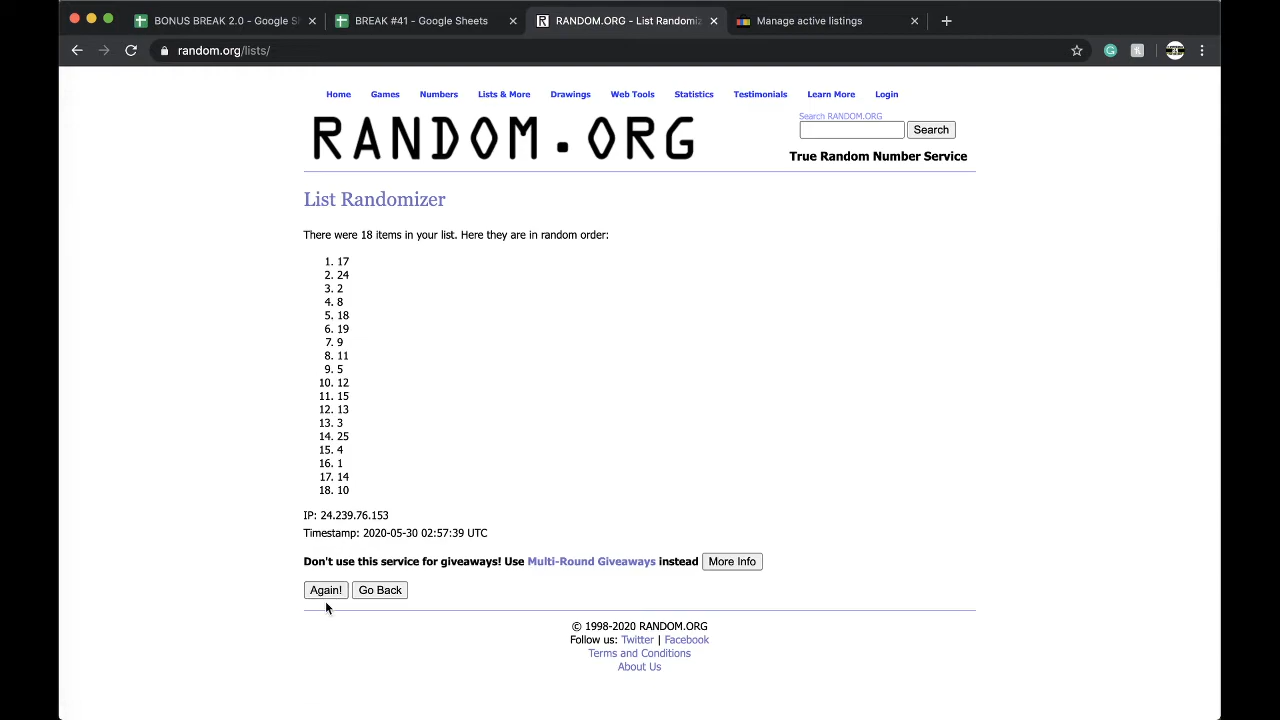 BONUS BREAK 2.0 - Google S
BREAK #41 - Google Sheets
RANDOM.ORG - List Randomiz
Manage active listings
random.org/lists/
Home Games Numbers Lists & More Drawings Web Tools Statistics Testimonials Learn More Login
RANDOM.ORG
Search RANDOM.ORG
Search
True Random Number Service
List Randomizer
There were 18 items in your list. Here they are in random order:
1. 17
2. 24
3. 2
4. 8
5. 18
6. 19
7. 9
8. 11
9. 5
10. 12
11. 15
12. 13
13. 3
14. 25
15. 4
16. 1
17. 14
18. 10
IP: 24.239.76.153
Timestamp: 2020-05-30 02:57:39 UTC
Don't use this service for giveaways! Use Multi-Round Giveaways instead More Info
Again! Go Back
© 1998-2020 RANDOM.ORG
Follow us: Twitter | Facebook
Terms and Conditions
About Us